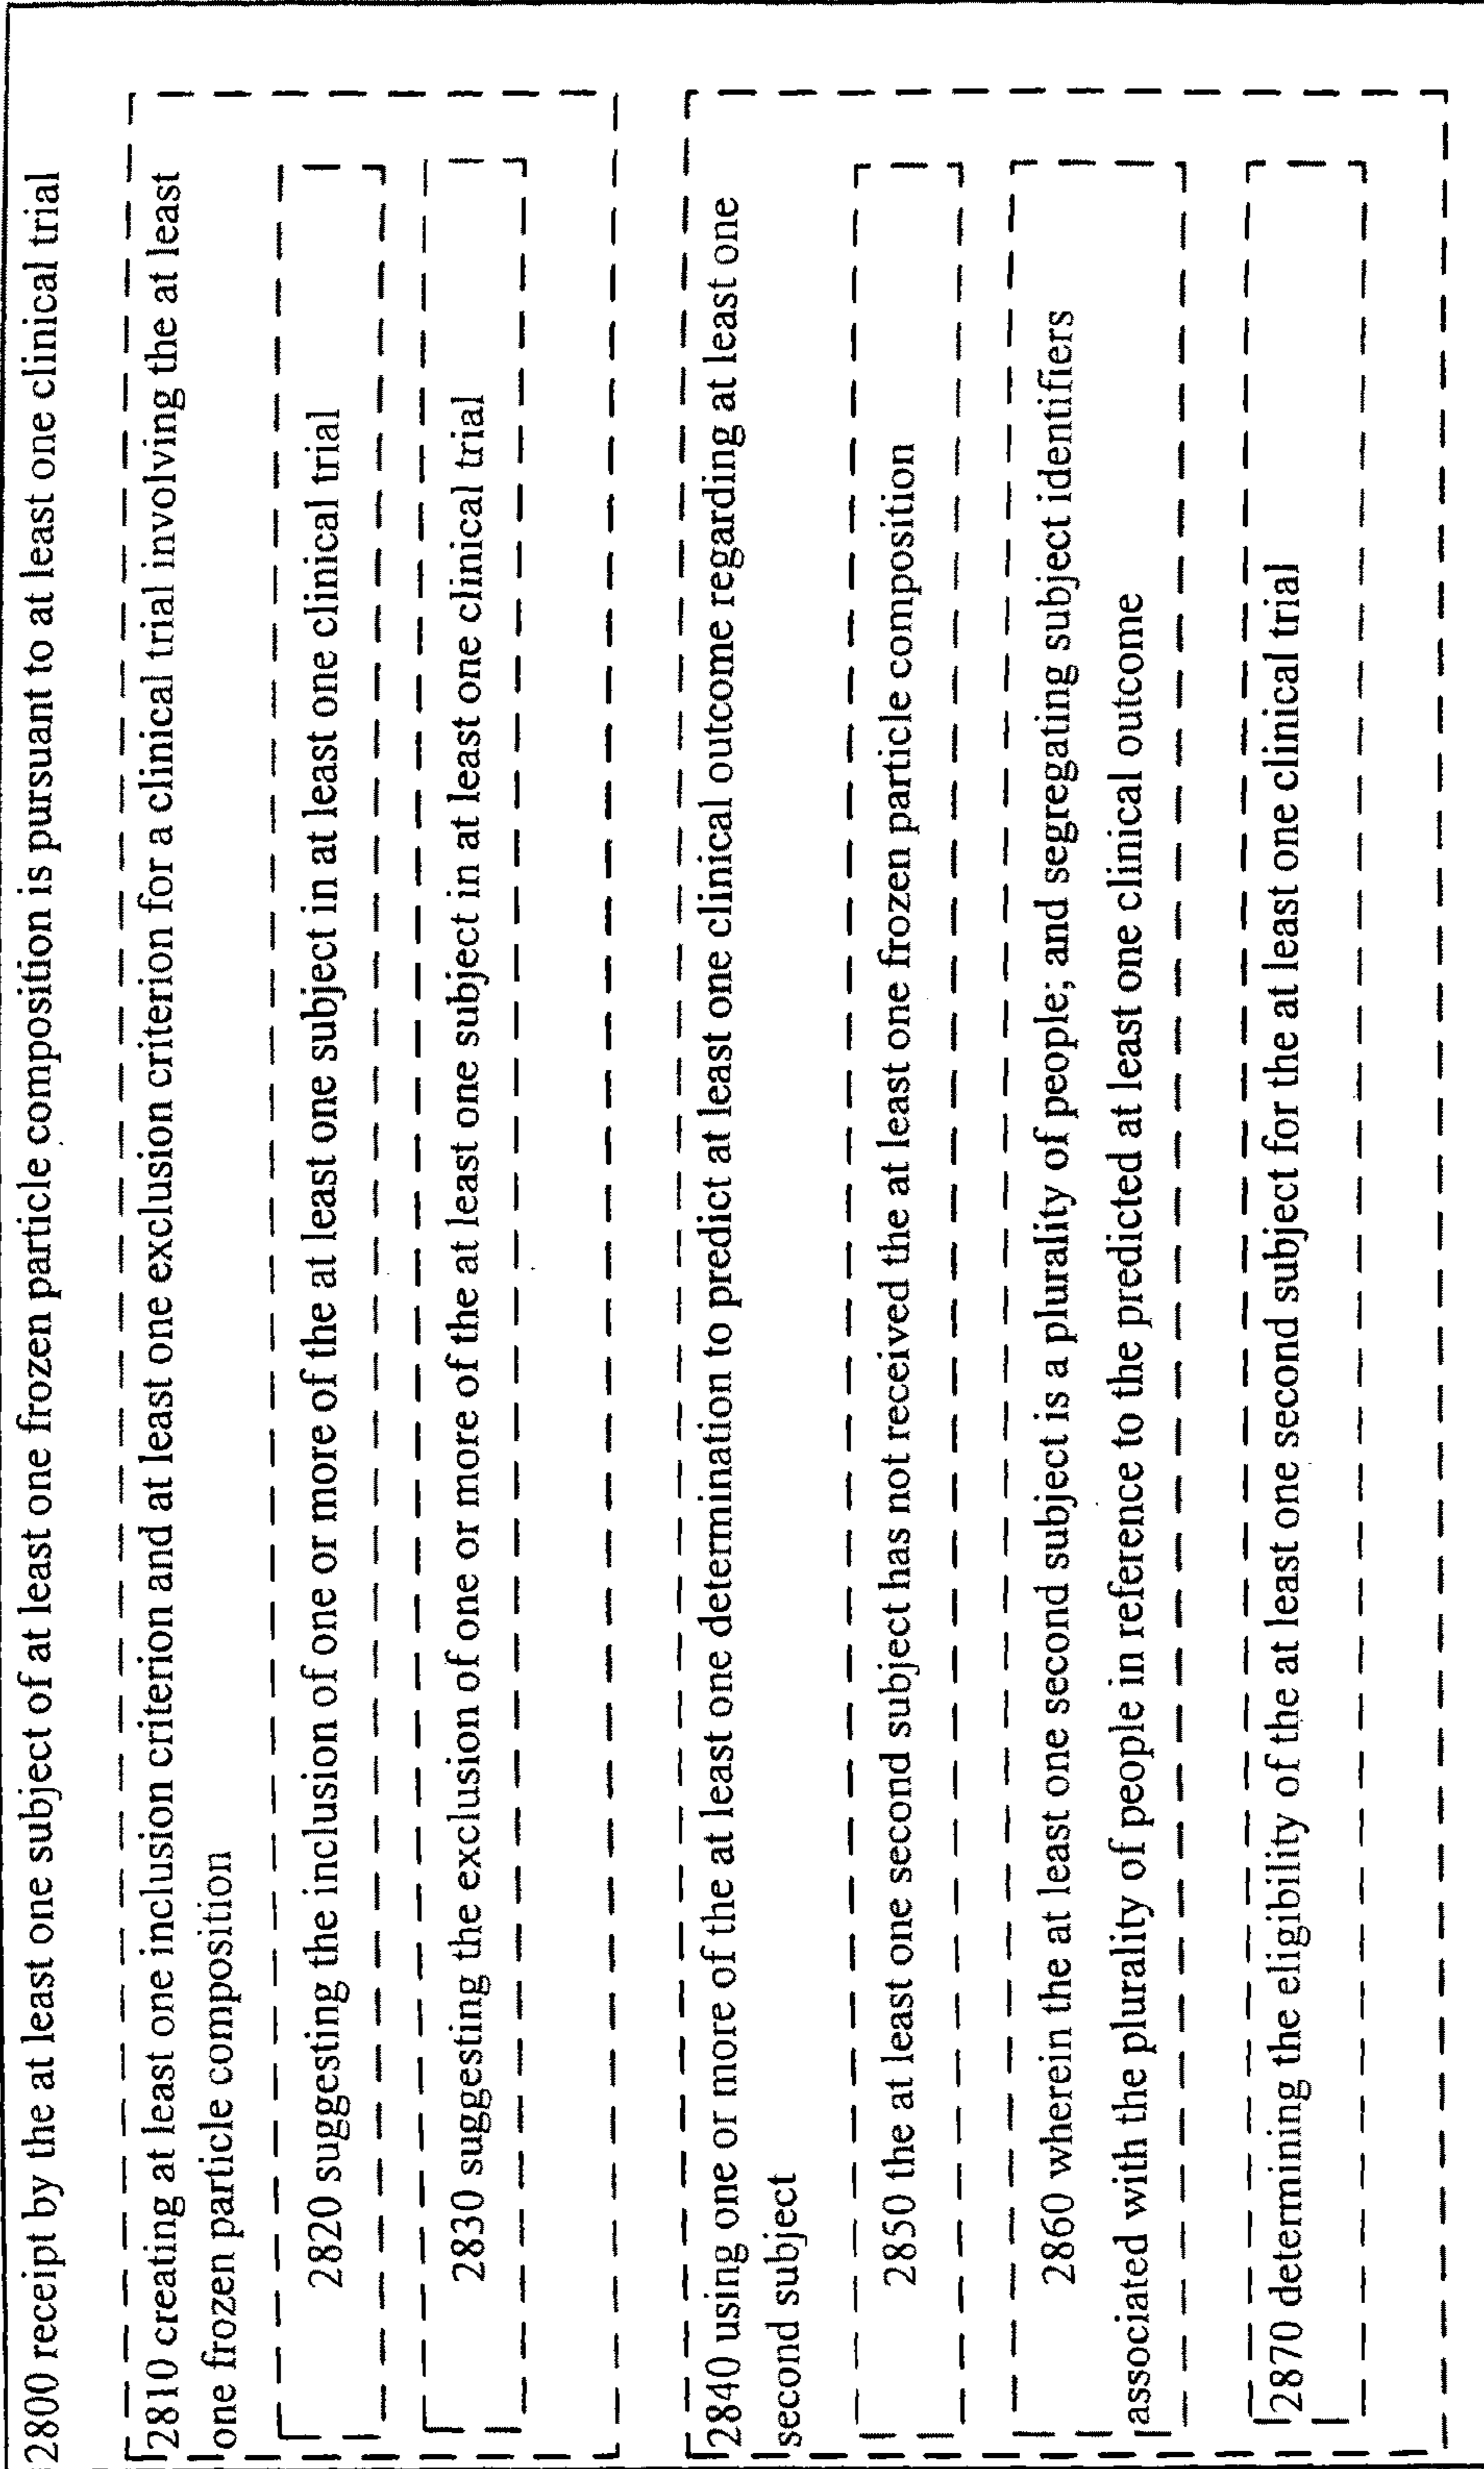 2800 receipt by the at least one subject of at least one frozen particle composition is pursuant to at least one clinical trial
2810 creating at least one inclusion criterion and at least one exclusion criterion for a clinical trial involving the at least
one frozen particle composition
2820 suggesting the inclusion of one or more of the at least one subject in at least one clinical trial
2830 suggesting the exclusion of one or more of the at least one subject in at least one clinical trial
2840 using one or more of the at least one determination to predict at least one clinical outcome regarding at least one
second subject
2850 the at least one second subject has not received the at least one frozen particle composition
2860 wherein the at least one second subject is a plurality of people; and segregating subject identifiers
associated with the plurality of people in reference to the predicted at least one clinical outcome
2870 determining the eligibility of the at least one second subject for the at least one clinical trial